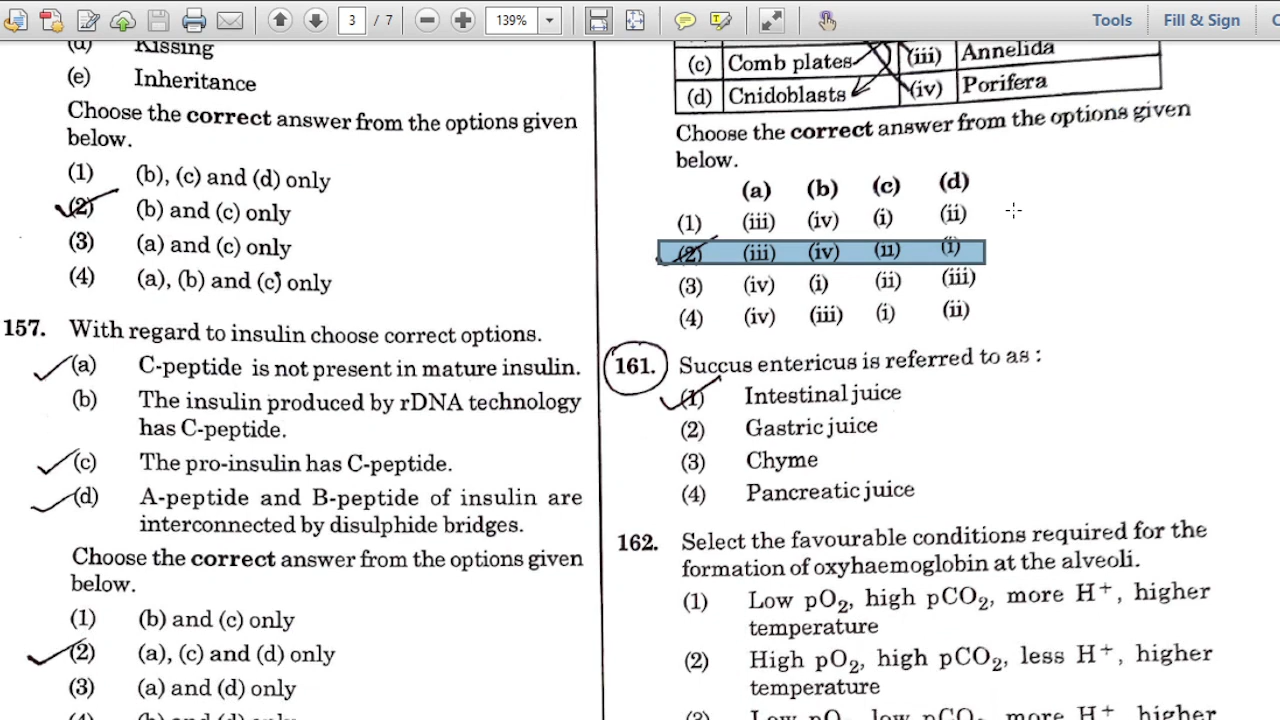 3 / 7
139%
Tools
Fill & Sign
(d) Kissing
(e) Inheritance
Choose the correct answer from the options given
below.
(1) (b), (c) and (d) only
(2) (b) and (c) only
(3) (a) and (c) only
(4) (a), (b) and (c) only
157. With regard to insulin choose correct options.
(a) C-peptide is not present in mature insulin.
(b) The insulin produced by rDNA technology
has C-peptide.
(c) The pro-insulin has C-peptide.
(d) A-peptide and B-peptide of insulin are
interconnected by disulphide bridges.
Choose the correct answer from the options given
below.
(1) (b) and (c) only
(2) (a), (c) and (d) only
(3) (a) and (d) only
(c) Comb plates (iii) Annelida
(d) Cnidoblasts (iv) Porifera
Choose the correct answer from the options given
below.
(a) (b) (c) (d)
(1) (iii) (iv) (i) (ii)
(2) (iii) (iv) (ii) (i)
(3) (iv) (i) (ii) (iii)
(4) (iv) (iii) (i) (ii)
161. Succus entericus is referred to as :
(1) Intestinal juice
(2) Gastric juice
(3) Chyme
(4) Pancreatic juice
162. Select the favourable conditions required for the
formation of oxyhaemoglobin at the alveoli.
(1) Low pO₂, high pCO₂, more H⁺, higher
temperature
(2) High pO₂, high pCO₂, less H⁺, higher
temperature